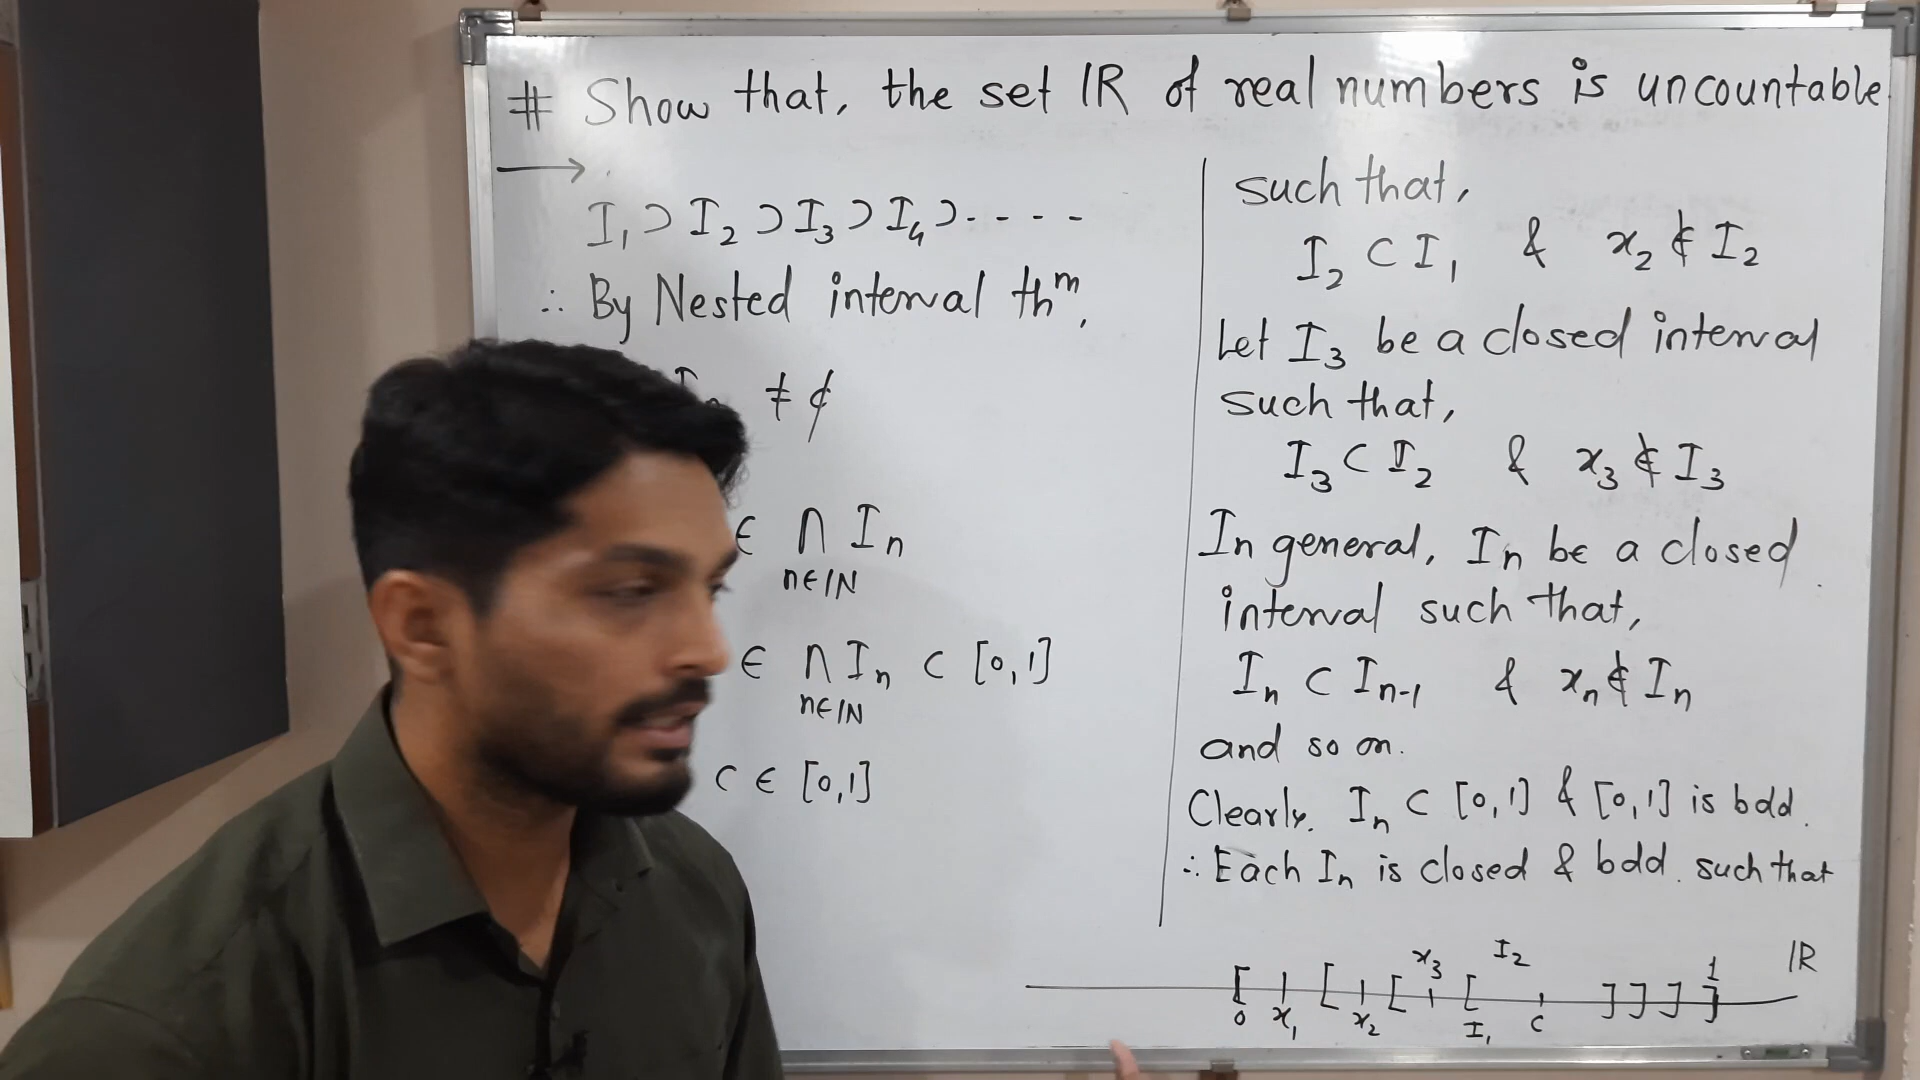 # Show that, the set IR of real numbers is uncountable.
→
I₁ ⊃ I₂ ⊃ I₃ ⊃ I₄ ⊃ - - - -
∴ By Nested interval thᵐ,
≠ ϕ
∈ ∩ Iₙ
n∈IN
∈ ∩ Iₙ ⊂ [0,1]
n∈IN
c ∈ [0,1]
such that,
I₂ ⊂ I₁ & x₂ ∉ I₂
Let I₃ be a closed interval
such that,
I₃ ⊂ I₂ & x₃ ∉ I₃
In general, Iₙ be a closed
interval such that,
Iₙ ⊂ Iₙ₋₁ & xₙ ∉ Iₙ
and so on.
Clearly, Iₙ ⊂ [0,1] & [0,1] is bdd.
∴ Each Iₙ is closed & bdd. such that
x₃ I₂ 1 IR
[ [ [ [ ] ] ] ]
0 x₁ x₂ I₁ c